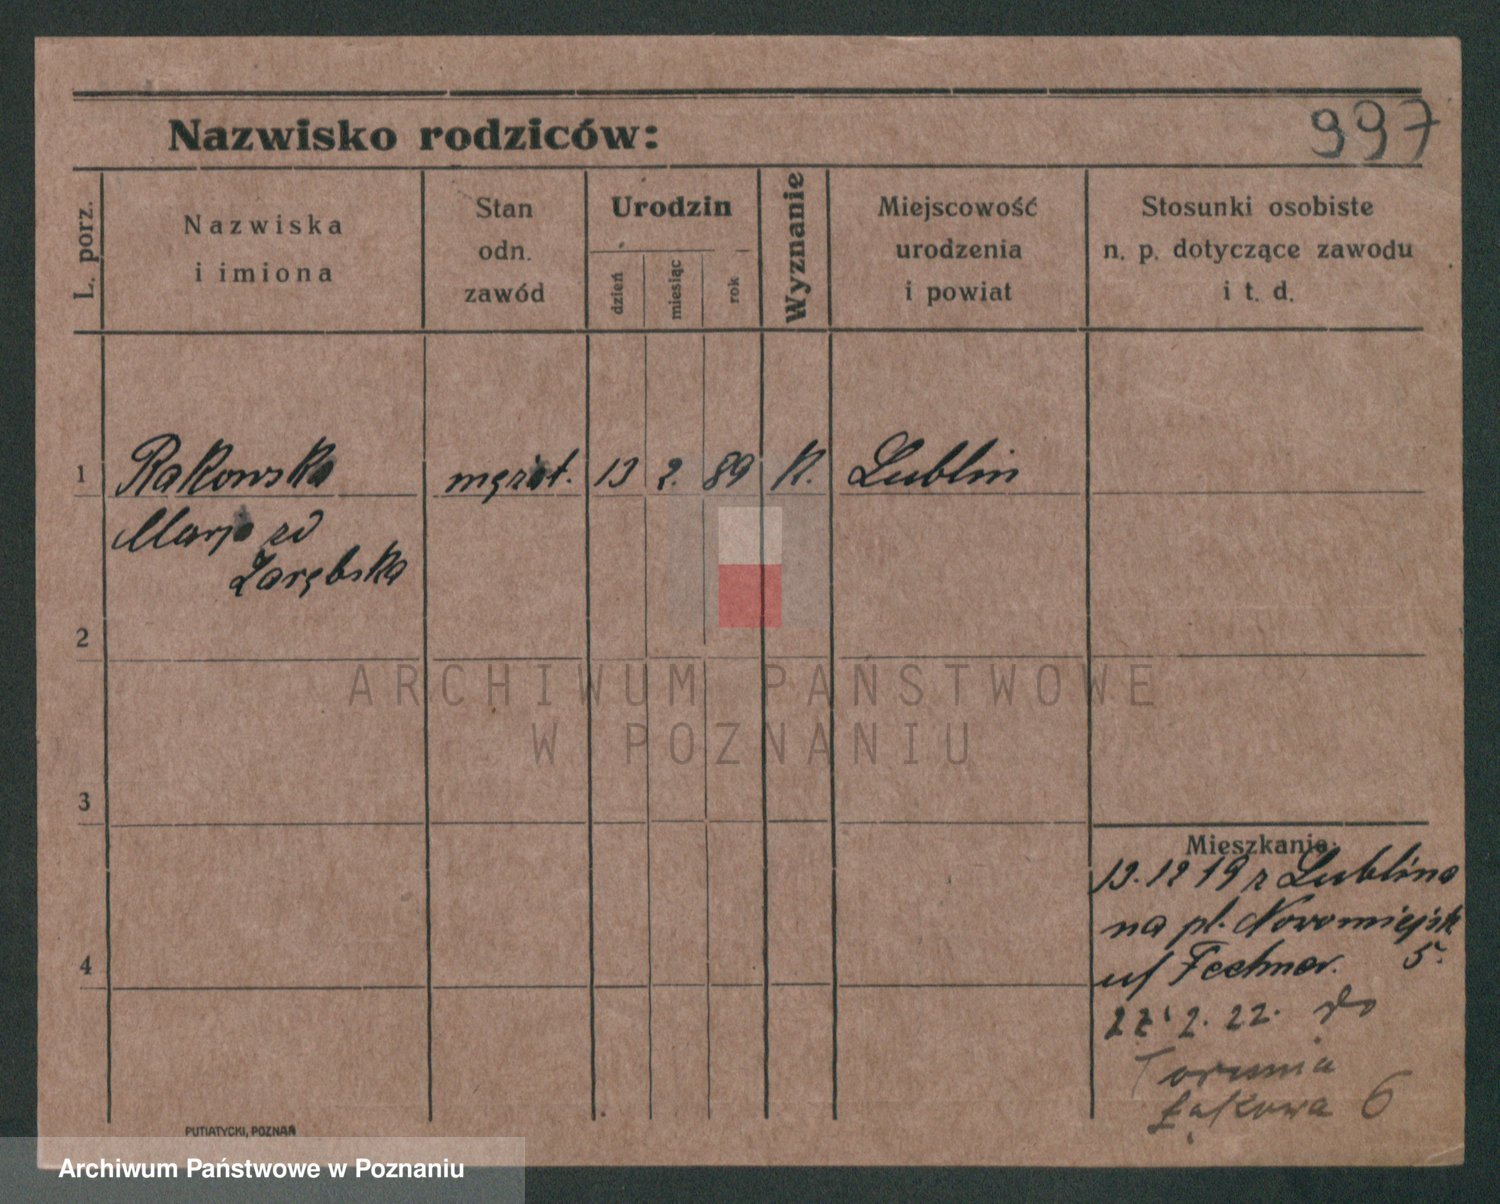 997
Nazwisko rodziców:
L. porz.
Nazwiska
i imiona
Stan
odn.
zawód
Urodzin
dzień
miesiąc
rok
Wyznanie
Miejscowość
urodzenia
i powiat
Stosunki osobiste
n. p. dotyczące zawodu
i t. d.
1 Rakowska mężat. 13 2. 89 K. Lublin
Marja zd
Zarębska
2
ARCHIWUM PAŃSTWOWE
W POZNANIU
3
Mieszkanie:
13.12 19 z Lublina
na pl. Nowomiejsk
u/ Fechner. 5.
4
2. 22. do
Torunia
Łąkowa 6
PUTIATYCKI, POZNAŃ
Archiwum Państwowe w Poznaniu